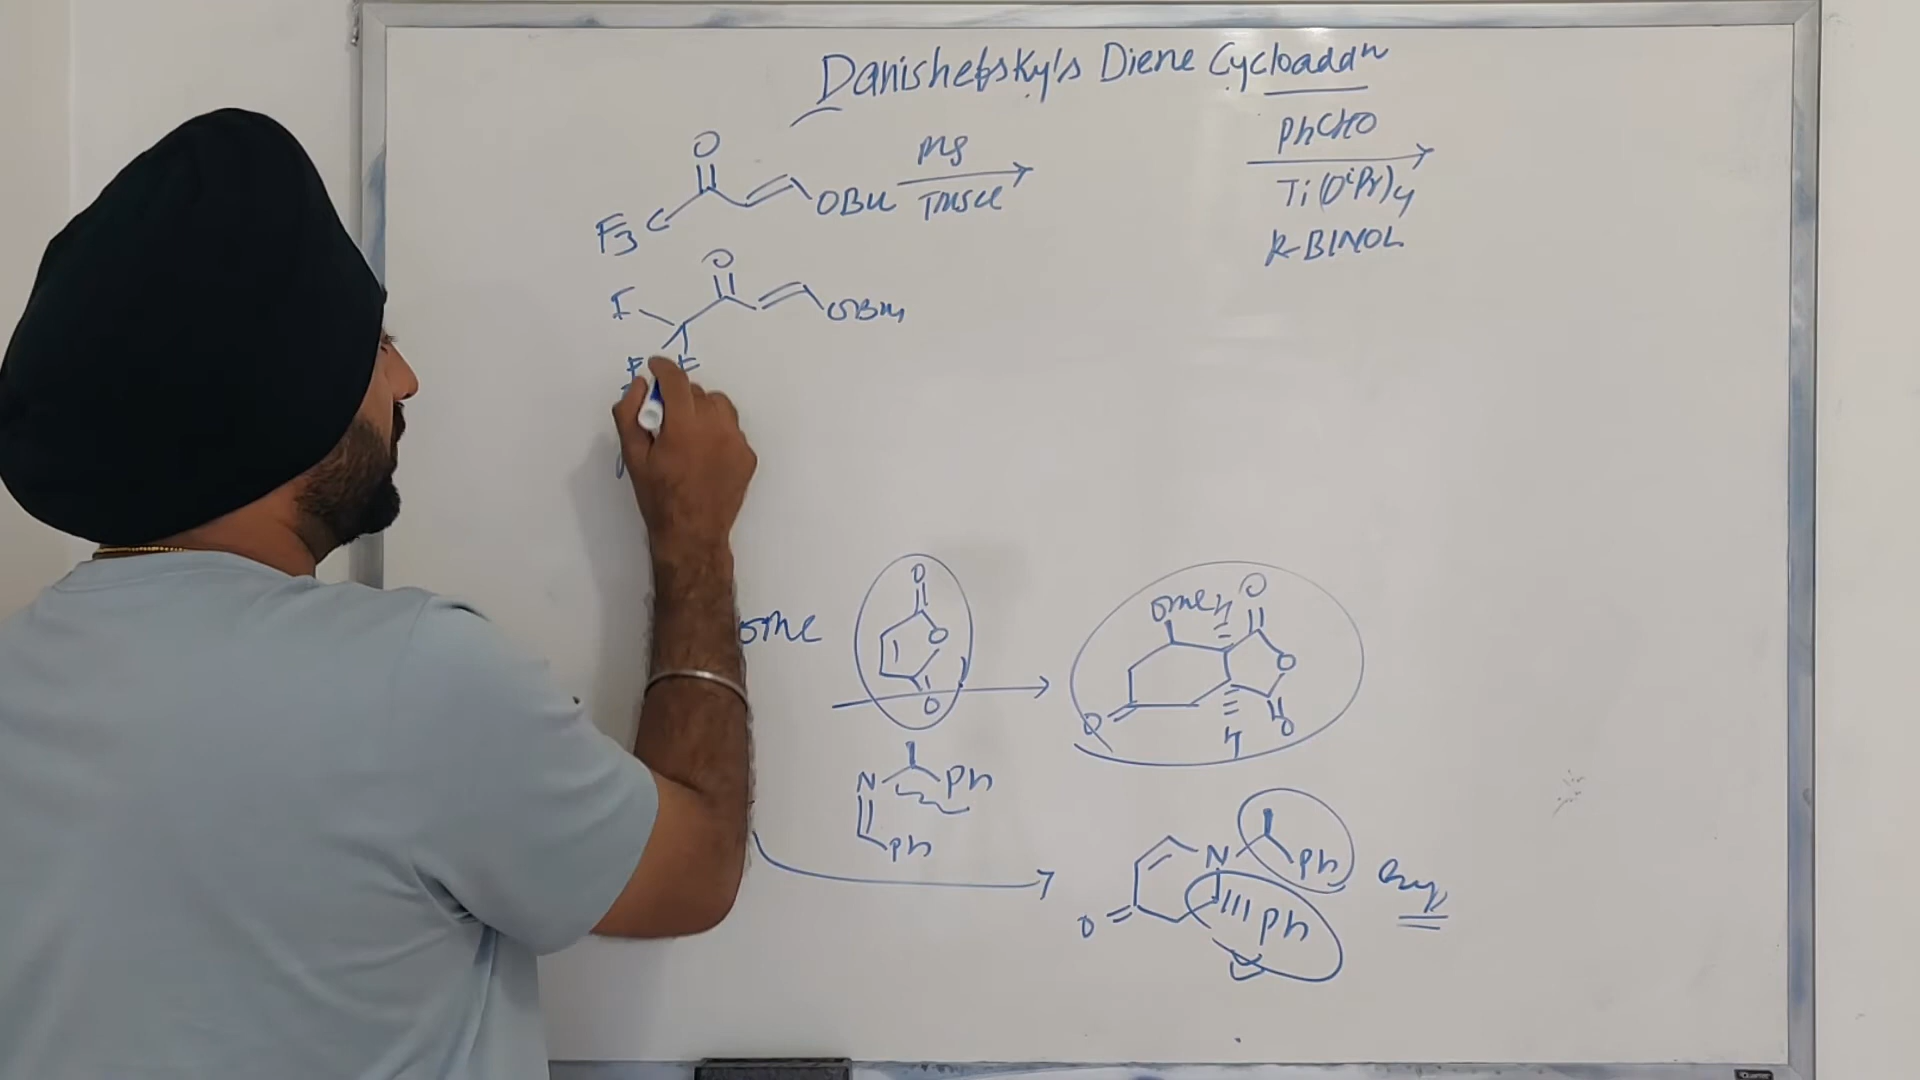 Danishefsky's Diene Cycloaddn
O
F3C OBu
Mg
TMSCl
PhCHO
Ti(OiPr)4
R-BINOL
O
F OBu
F F
OMe
O
O
O
OMe H O
O
O H O
N Ph
Ph
N Ph
O Ph